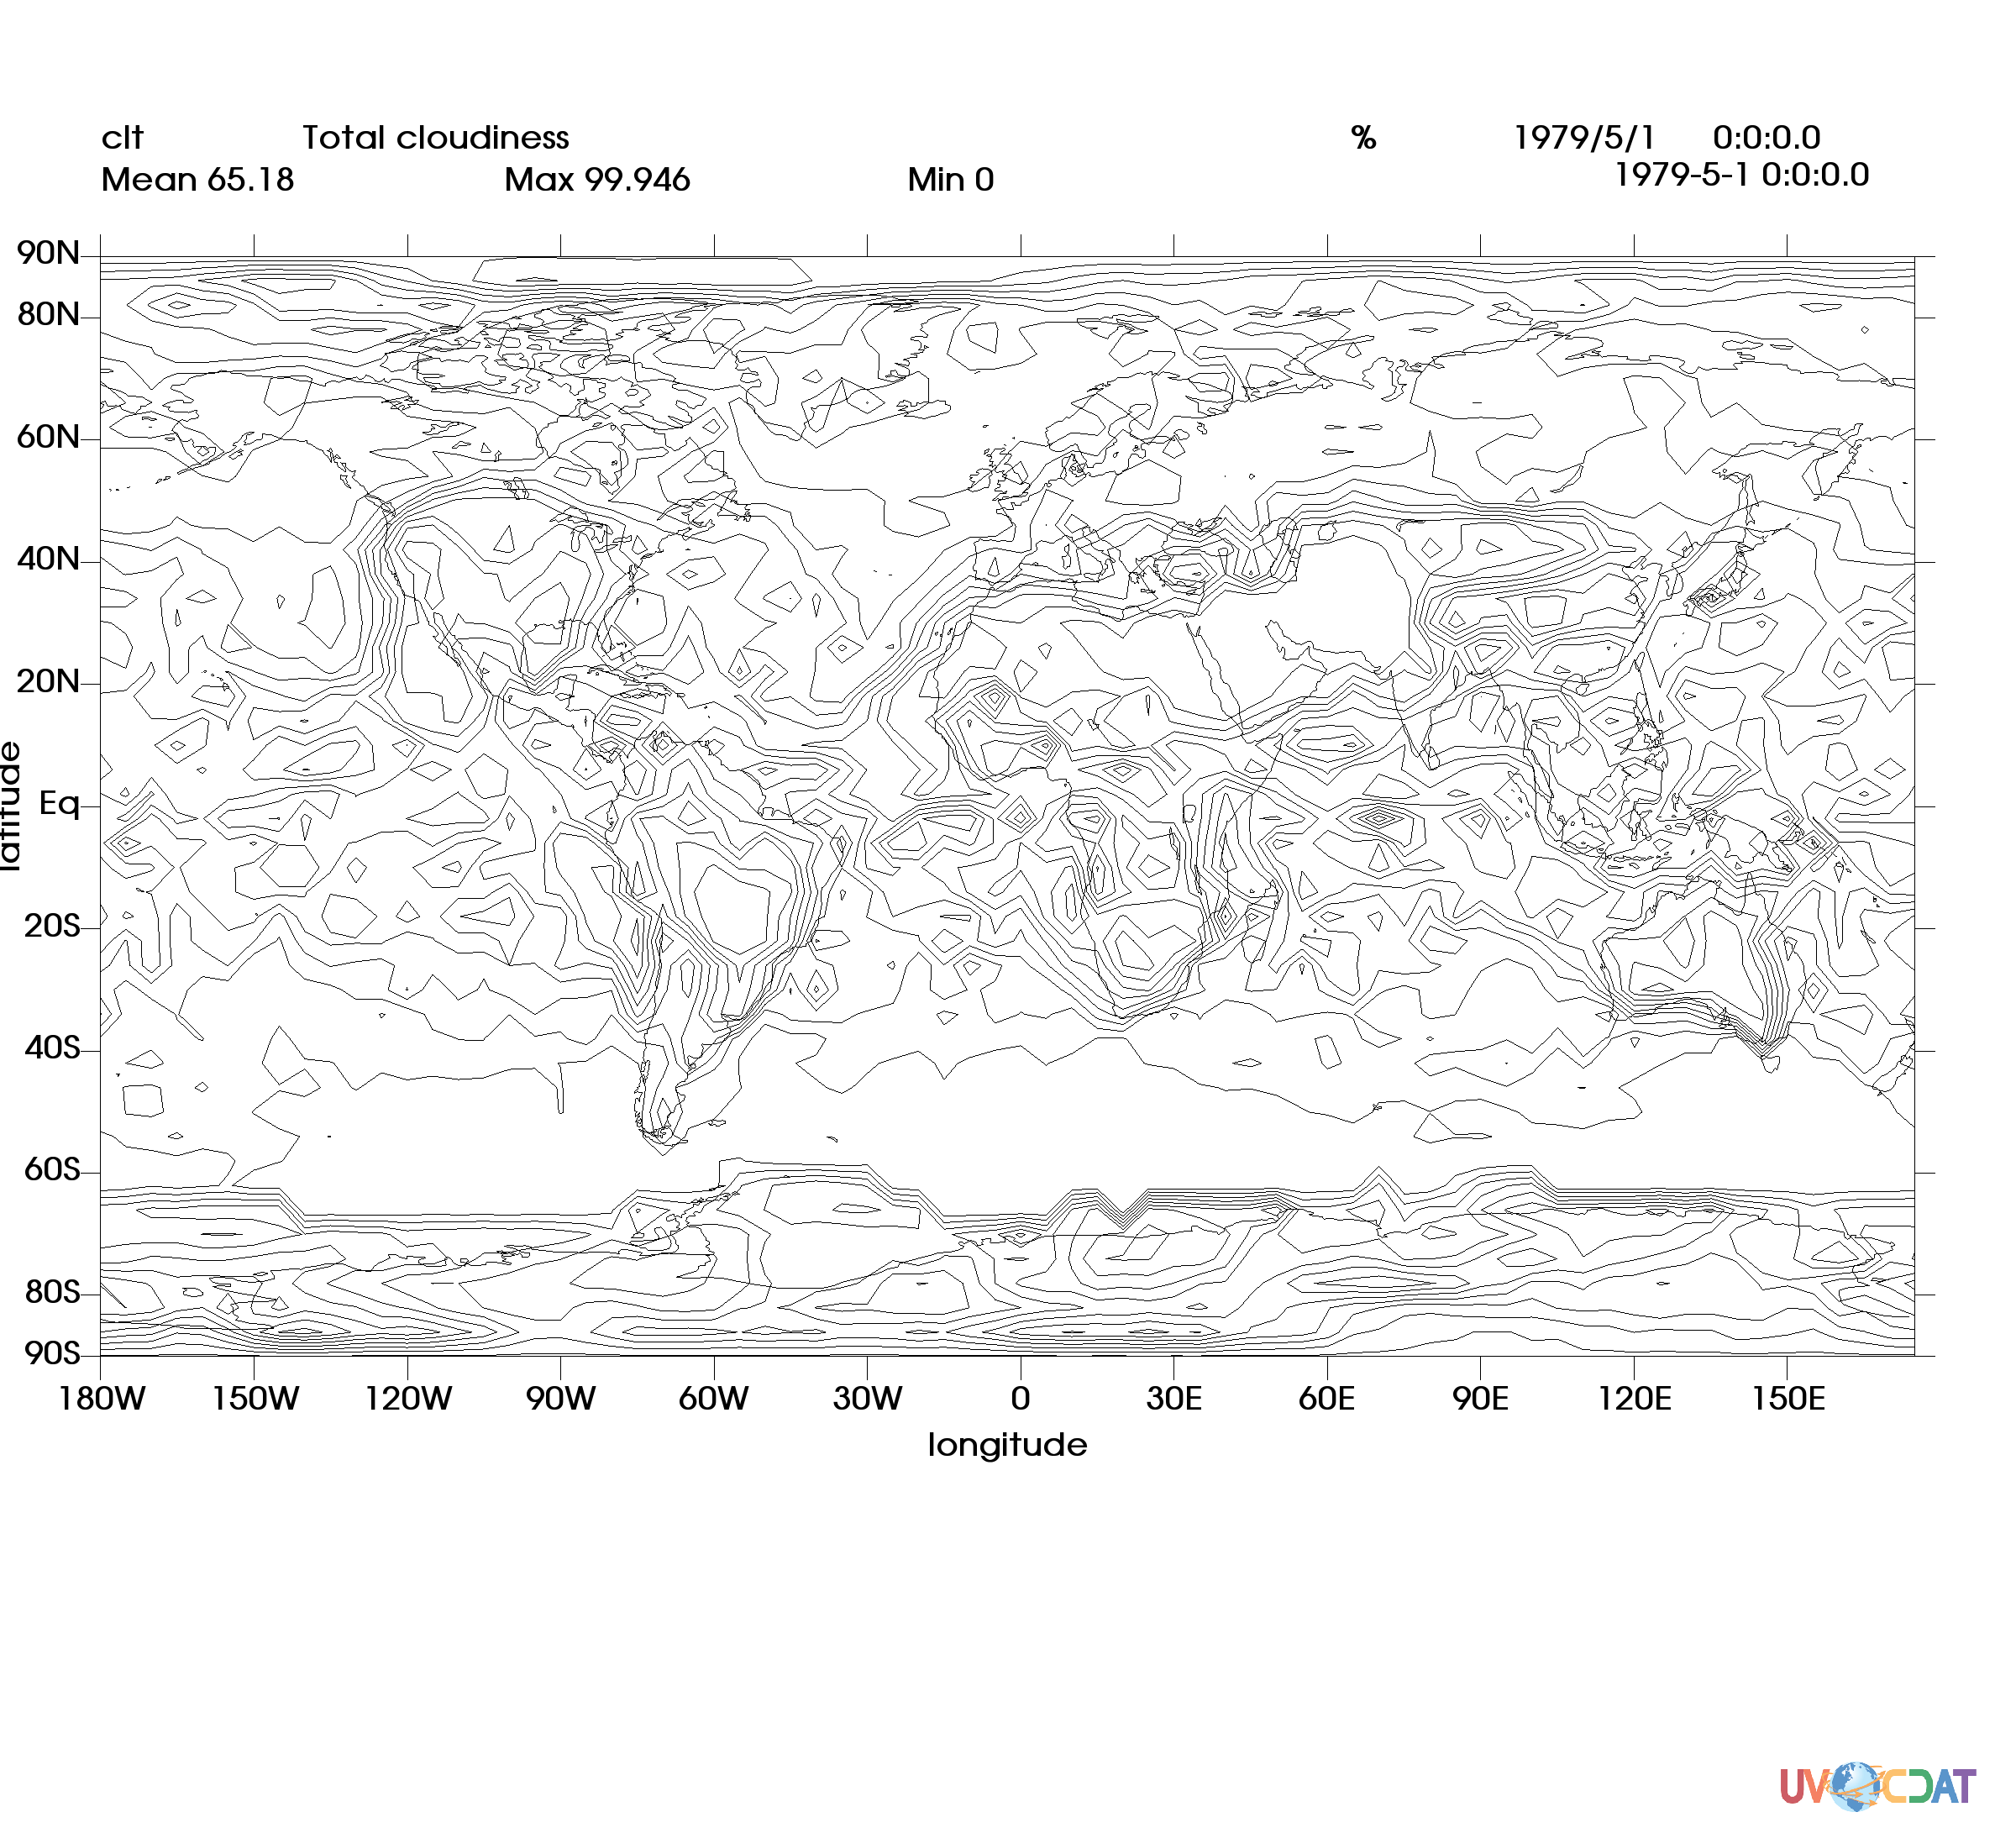 clt Total cloudiness % 1979/5/1 0:0:0.0
Mean 65.18 Max 99.946 Min 0 1979-5-1 0:0:0.0
90N
80N
60N
40N
20N
Eq
20S
40S
60S
80S
90S
latitude
180W 150W 120W 90W 60W 30W 0 30E 60E 90E 120E 150E
longitude
UV CDAT